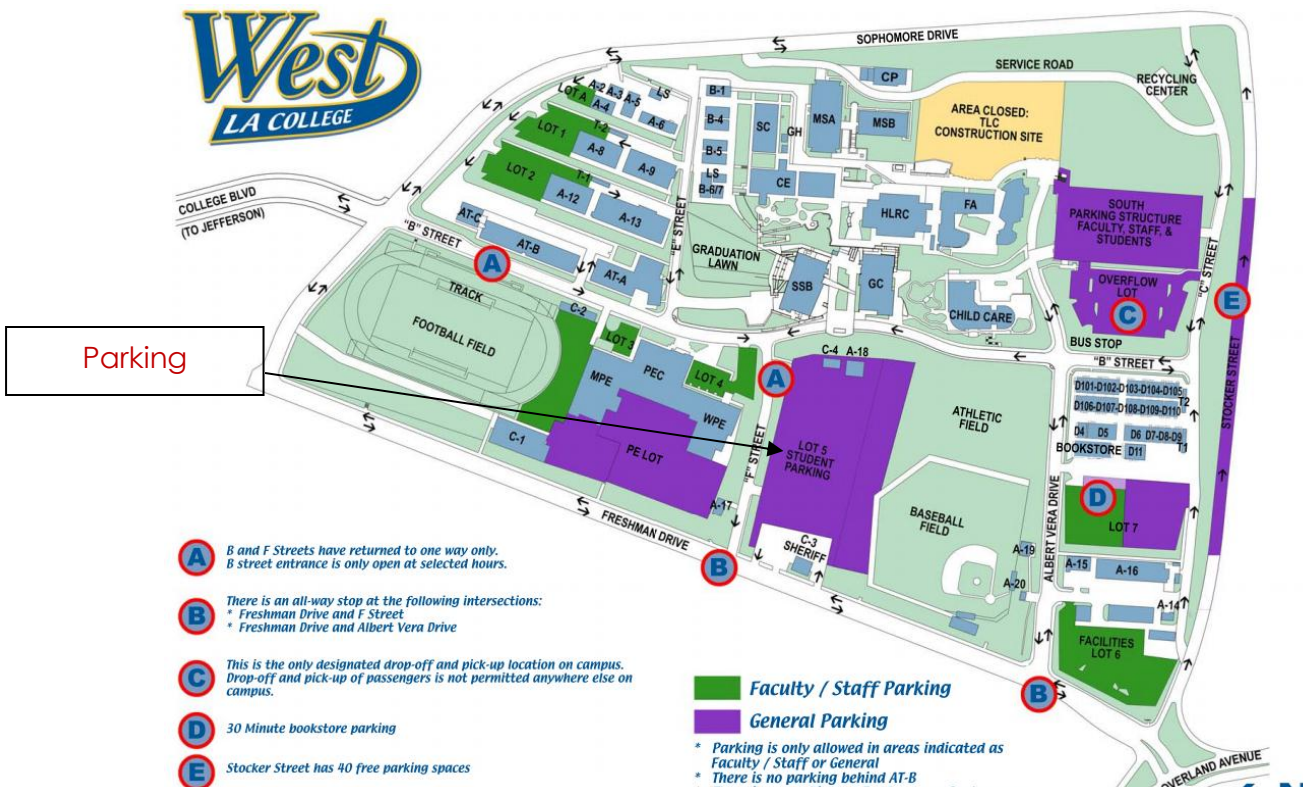 West
LA COLLEGE
SOPHOMORE DRIVE
SERVICE ROAD
RECYCLING
CENTER
CP
AREA CLOSED:
TLC
CONSTRUCTION SITE
LOT A
A-2
A-3
A-4
A-5
LS
A-6
B-1
B-4
B-5
LS
B-6/7
SC
GH
MSA
MSB
CE
LOT 1
T-2
A-8
A-9
LOT 2
T-1
A-12
A-13
COLLEGE BLVD
(TO JEFFERSON)
"B" STREET
AT-C
AT-B
AT-A
A
"E" STREET
GRADUATION
LAWN
SSB
GC
HLRC
FA
CHILD CARE
SOUTH
PARKING STRUCTURE
FACULTY, STAFF, &
STUDENTS
OVERFLOW
LOT
C
"C" STREET
E
STOCKER STREET
BUS STOP
"B" STREET
TRACK
FOOTBALL FIELD
C-2
LOT 3
LOT 4
MPE
PEC
WPE
PE LOT
C-1
A-17
A
"F" STREET
C-4
A-18
Parking
LOT 5
STUDENT
PARKING
ATHLETIC
FIELD
BASEBALL
FIELD
C-3
SHERIFF
A-19
A-20
ALBERT VERA DRIVE
D101-D102-D103-D104-D105
T2
D106-D107-D108-D109-D110
D4 D5 D6 D7-D8-D9
BOOKSTORE D11 T1
D
LOT 7
A-15
A-16
A-14
FACILITIES
LOT 6
FRESHMAN DRIVE
B
B
OVERLAND AVENUE
A
B and F Streets have returned to one way only.
B street entrance is only open at selected hours.
B
There is an all-way stop at the following intersections:
* Freshman Drive and F Street
* Freshman Drive and Albert Vera Drive
C
This is the only designated drop-off and pick-up location on campus.
Drop-off and pick-up of passengers is not permitted anywhere else on
campus.
D
30 Minute bookstore parking
E
Stocker Street has 40 free parking spaces
Faculty / Staff Parking
General Parking
* Parking is only allowed in areas indicated as
Faculty / Staff or General
* There is no parking behind AT-B